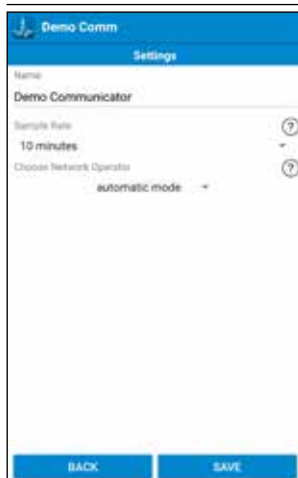 Demo Comm
Settings
Name
Demo Communicator
Sample Rate
10 minutes
Choose Network Operator
automatic mode
BACK SAVE